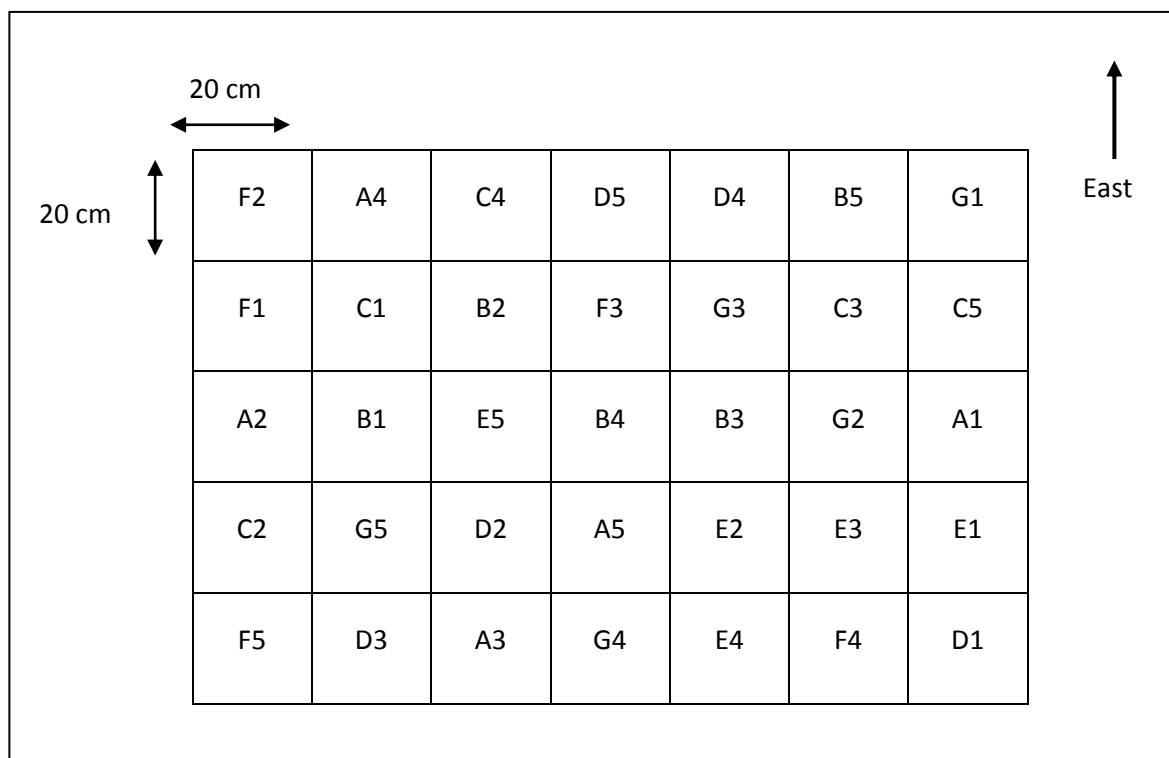 20 cm
20 cm
East
F2 A4 C4 D5 D4 B5 G1
F1 C1 B2 F3 G3 C3 C5
A2 B1 E5 B4 B3 G2 A1
C2 G5 D2 A5 E2 E3 E1
F5 D3 A3 G4 E4 F4 D1